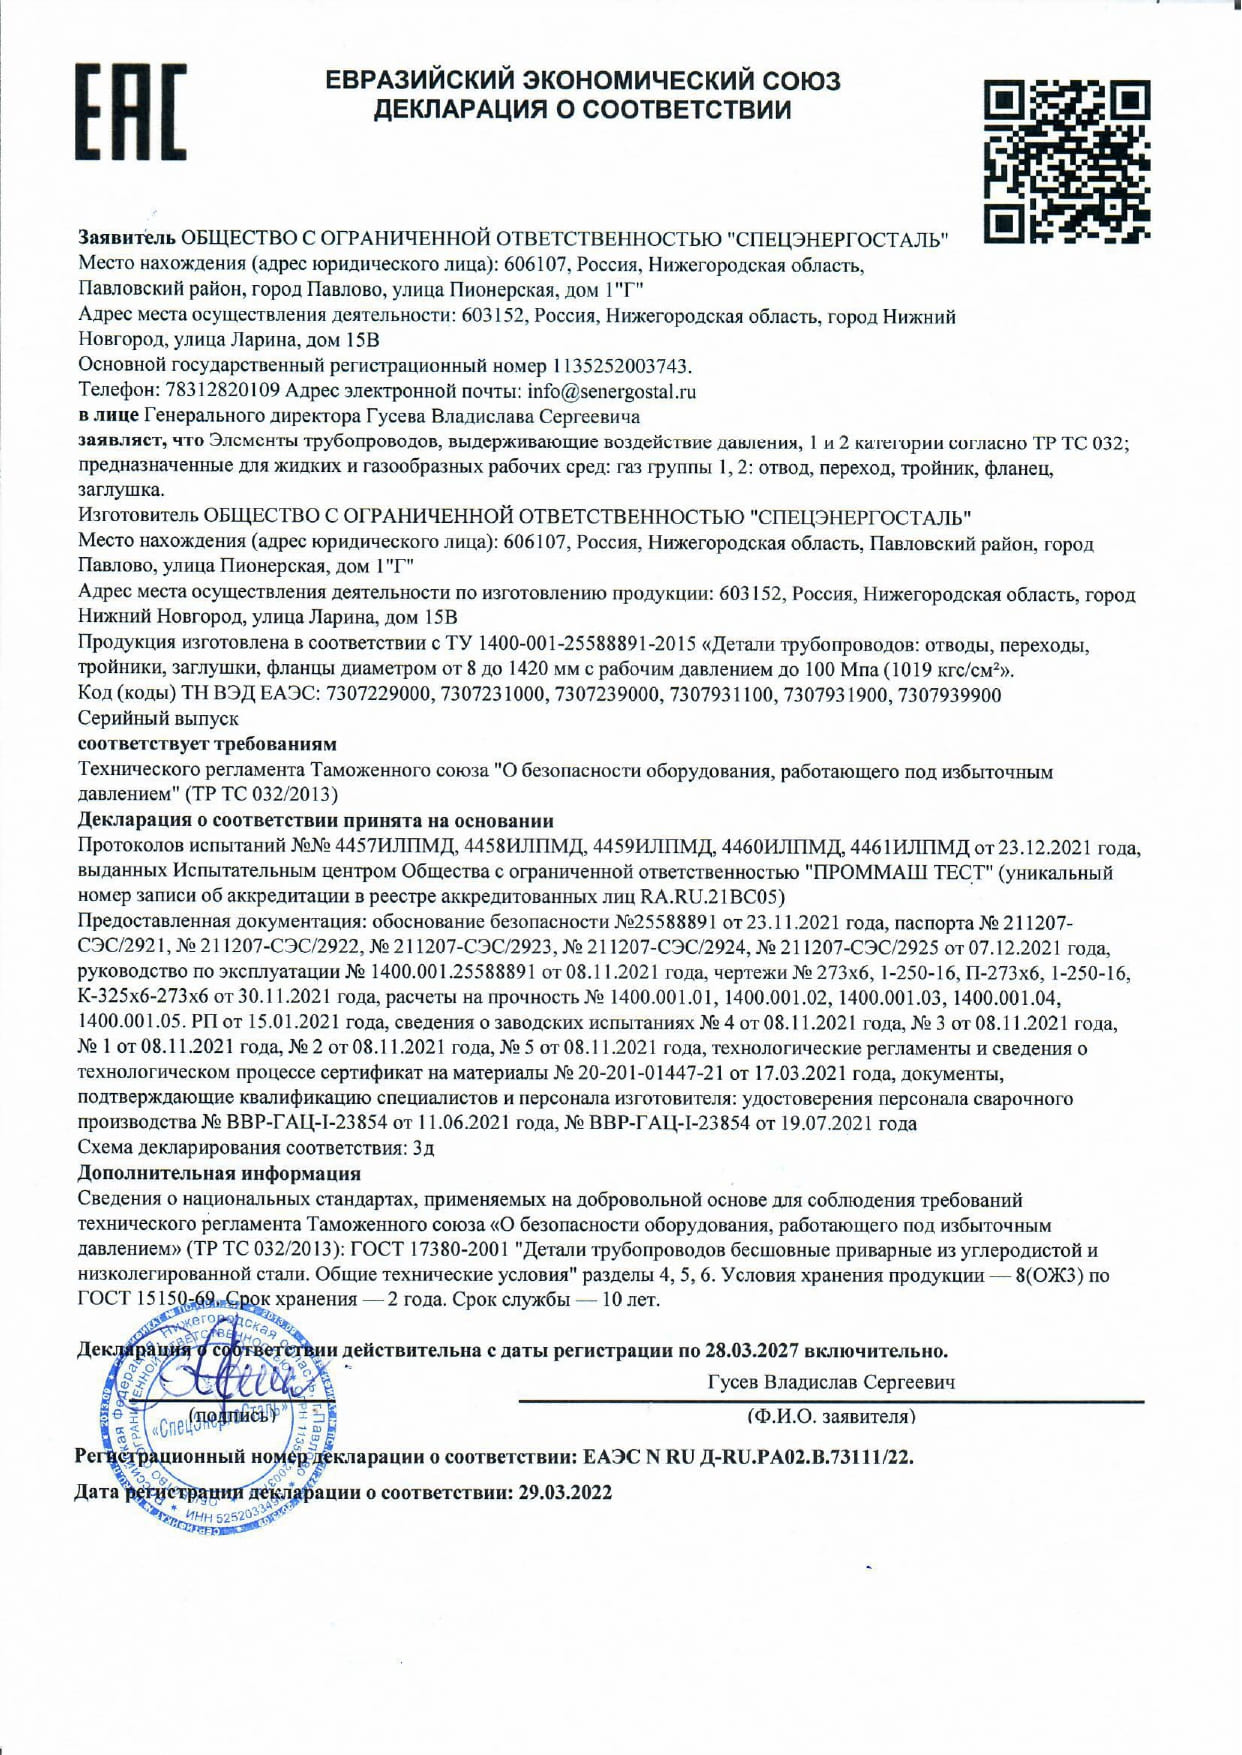 ЕАС
ЕВРАЗИЙСКИЙ ЭКОНОМИЧЕСКИЙ СОЮЗ
ДЕКЛАРАЦИЯ О СООТВЕТСТВИИ
Заявитель ОБЩЕСТВО С ОГРАНИЧЕННОЙ ОТВЕТСТВЕННОСТЬЮ "СПЕЦЭНЕРГОСТАЛЬ"
Место нахождения (адрес юридического лица): 606107, Россия, Нижегородская область,
Павловский район, город Павлово, улица Пионерская, дом 1"Г"
Адрес места осуществления деятельности: 603152, Россия, Нижегородская область, город Нижний
Новгород, улица Ларина, дом 15В
Основной государственный регистрационный номер 1135252003743.
Телефон: 78312820109 Адрес электронной почты: info@senergostal.ru
в лице Генерального директора Гусева Владислава Сергеевича
заявляет, что Элементы трубопроводов, выдерживающие воздействие давления, 1 и 2 категории согласно ТР ТС 032;
предназначенные для жидких и газообразных рабочих сред: газ группы 1, 2: отвод, переход, тройник, фланец,
заглушка.
Изготовитель ОБЩЕСТВО С ОГРАНИЧЕННОЙ ОТВЕТСТВЕННОСТЬЮ "СПЕЦЭНЕРГОСТАЛЬ"
Место нахождения (адрес юридического лица): 606107, Россия, Нижегородская область, Павловский район, город
Павлово, улица Пионерская, дом 1"Г"
Адрес места осуществления деятельности по изготовлению продукции: 603152, Россия, Нижегородская область, город
Нижний Новгород, улица Ларина, дом 15В
Продукция изготовлена в соответствии с ТУ 1400-001-25588891-2015 «Детали трубопроводов: отводы, переходы,
тройники, заглушки, фланцы диаметром от 8 до 1420 мм с рабочим давлением до 100 Мпа (1019 кгс/см²».
Код (коды) ТН ВЭД ЕАЭС: 7307229000, 7307231000, 7307239000, 7307931100, 7307931900, 7307939900
Серийный выпуск
соответствует требованиям
Технического регламента Таможенного союза "О безопасности оборудования, работающего под избыточным
давлением" (ТР ТС 032/2013)
Декларация о соответствии принята на основании
Протоколов испытаний №№ 4457ИЛПМД, 4458ИЛПМД, 4459ИЛПМД, 4460ИЛПМД, 4461ИЛПМД от 23.12.2021 года,
выданных Испытательным центром Общества с ограниченной ответственностью "ПРОММАШ ТЕСТ" (уникальный
номер записи об аккредитации в реестре аккредитованных лиц RA.RU.21ВС05)
Предоставленная документация: обоснование безопасности №25588891 от 23.11.2021 года, паспорта № 211207-
СЭС/2921, № 211207-СЭС/2922, № 211207-СЭС/2923, № 211207-СЭС/2924, № 211207-СЭС/2925 от 07.12.2021 года,
руководство по эксплуатации № 1400.001.25588891 от 08.11.2021 года, чертежи № 273х6, 1-250-16, П-273х6, 1-250-16,
К-325х6-273х6 от 30.11.2021 года, расчеты на прочность № 1400.001.01, 1400.001.02, 1400.001.03, 1400.001.04,
1400.001.05. РП от 15.01.2021 года, сведения о заводских испытаниях № 4 от 08.11.2021 года, № 3 от 08.11.2021 года,
№ 1 от 08.11.2021 года, № 2 от 08.11.2021 года, № 5 от 08.11.2021 года, технологические регламенты и сведения о
технологическом процессе сертификат на материалы № 20-201-01447-21 от 17.03.2021 года, документы,
подтверждающие квалификацию специалистов и персонала изготовителя: удостоверения персонала сварочного
производства № ВВР-ГАЦ-I-23854 от 11.06.2021 года, № ВВР-ГАЦ-I-23854 от 19.07.2021 года
Схема декларирования соответствия: 3д
Дополнительная информация
Сведения о национальных стандартах, применяемых на добровольной основе для соблюдения требований
технического регламента Таможенного союза «О безопасности оборудования, работающего под избыточным
давлением» (ТР ТС 032/2013): ГОСТ 17380-2001 "Детали трубопроводов бесшовные приварные из углеродистой и
низколегированной стали. Общие технические условия" разделы 4, 5, 6. Условия хранения продукции — 8(ОЖ3) по
ГОСТ 15150-69. Срок хранения — 2 года. Срок службы — 10 лет.
Декларация о соответствии действительна с даты регистрации по 28.03.2027 включительно.
Гусев Владислав Сергеевич
(подпись)
(Ф.И.О. заявителя)
«СпецЭнергоСталь»
Российская Федерация, Нижегородская область, г.Павлово
ИНН 5252033496
Регистрационный номер декларации о соответствии: ЕАЭС N RU Д-RU.РА02.В.73111/22.
Дата регистрации декларации о соответствии: 29.03.2022